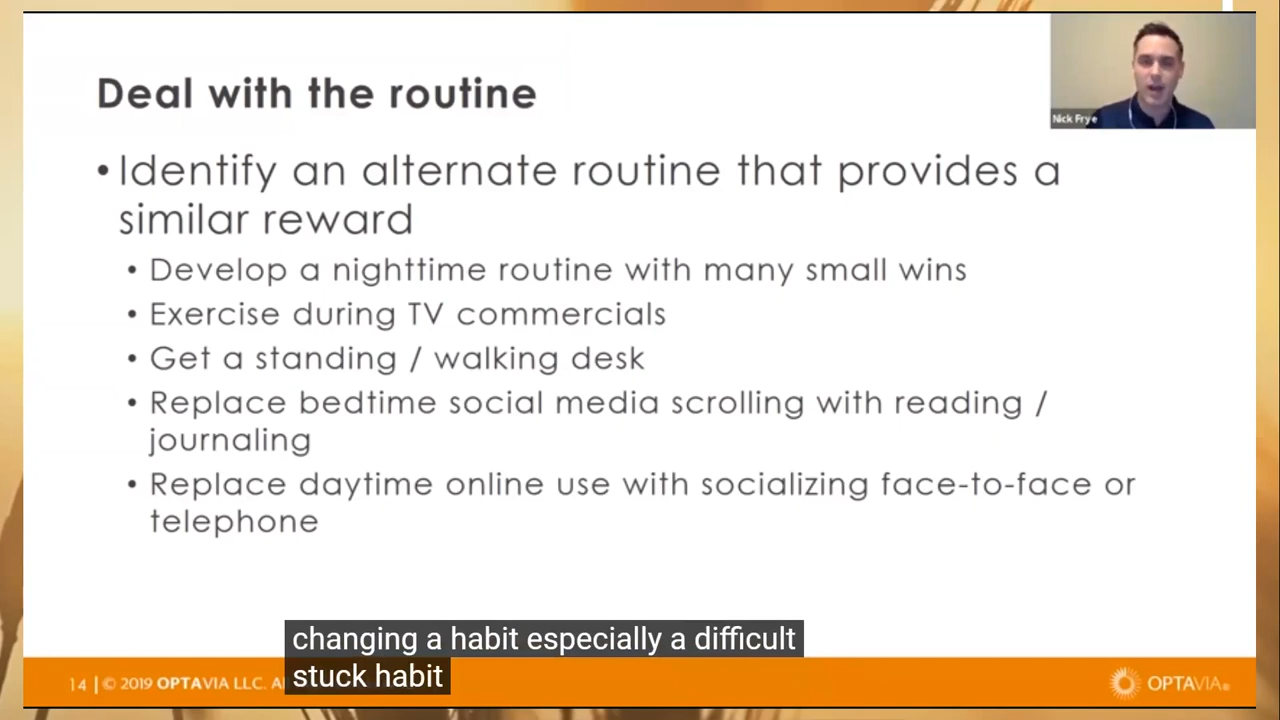 Deal with the routine
Nick Frye
• Identify an alternate routine that provides a
similar reward
• Develop a nighttime routine with many small wins
• Exercise during TV commercials
• Get a standing / walking desk
• Replace bedtime social media scrolling with reading /
journaling
• Replace daytime online use with socializing face-to-face or
telephone
changing a habit especially a difficult
stuck habit
14 | © 2019 OPTAVIA LLC.
OPTAVIA®